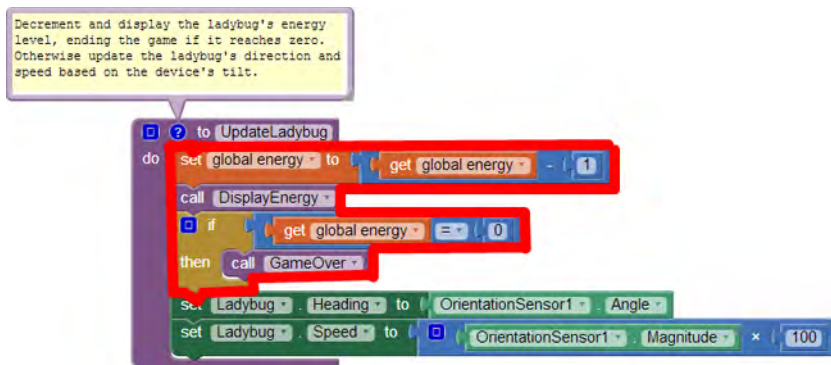 Decrement and display the ladybug's energy
level, ending the game if it reaches zero.
Otherwise update the ladybug's direction and
speed based on the device's tilt.
? to UpdateLadybug
do set global energy to get global energy - 1
call DisplayEnergy
if get global energy = 0
then call GameOver
set Ladybug . Heading to OrientationSensor1 . Angle
set Ladybug . Speed to OrientationSensor1 . Magnitude × 100